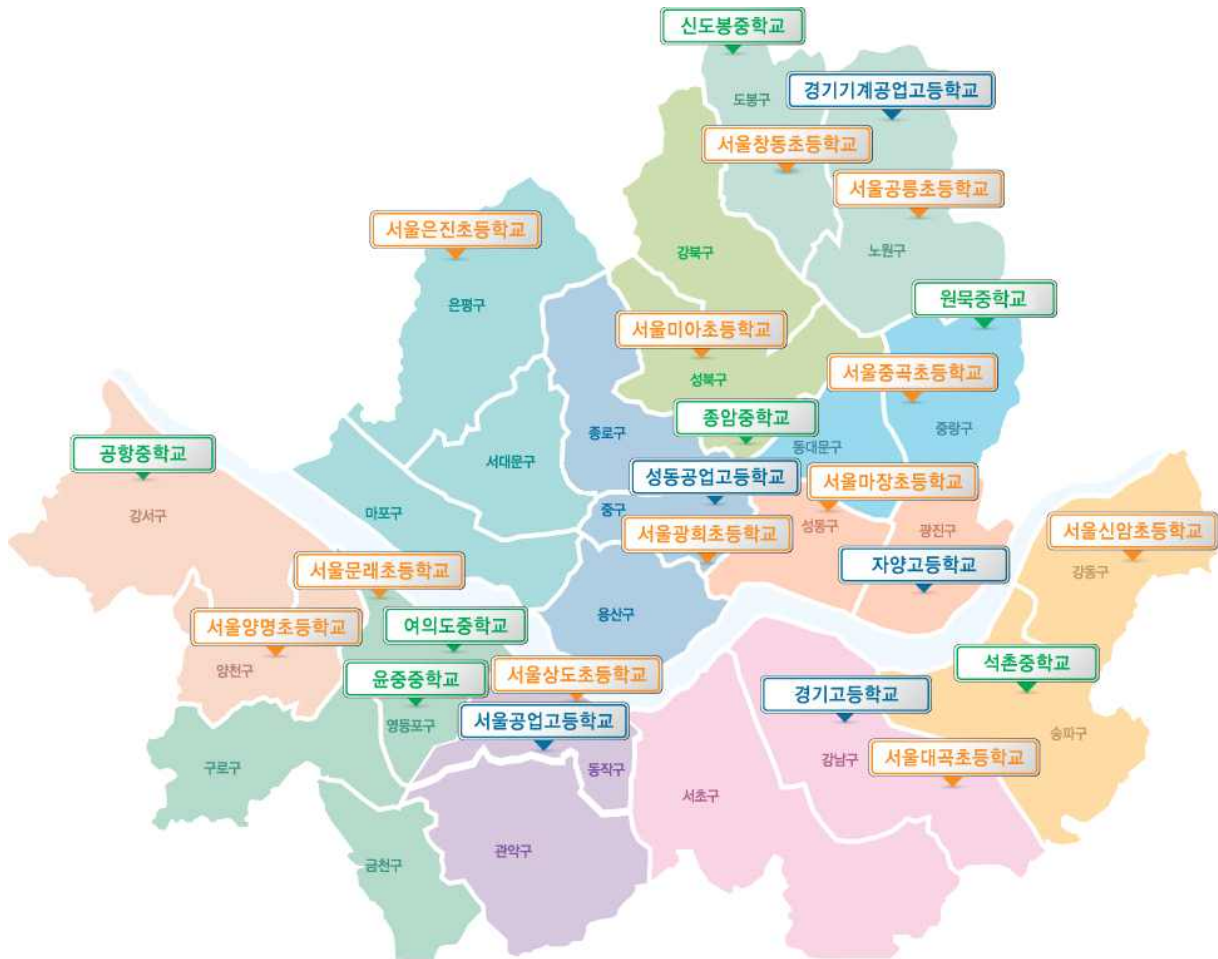 신도봉중학교
경기기계공업고등학교
도봉구
서울창동초등학교
서울공릉초등학교
서울은진초등학교
강북구
노원구
은평구
원묵중학교
서울미아초등학교
서울중곡초등학교
성북구
종암중학교
종로구
동대문구
중랑구
공항중학교
서대문구
성동공업고등학교
서울마장초등학교
강서구
마포구
중구
서울광희초등학교
성동구
광진구
서울신암초등학교
서울문래초등학교
자양고등학교
강동구
서울양명초등학교
여의도중학교
용산구
양천구
윤중중학교
서울상도초등학교
경기고등학교
석촌중학교
영등포구
서울공업고등학교
송파구
구로구
동작구
강남구
서울대곡초등학교
서초구
관악구
금천구